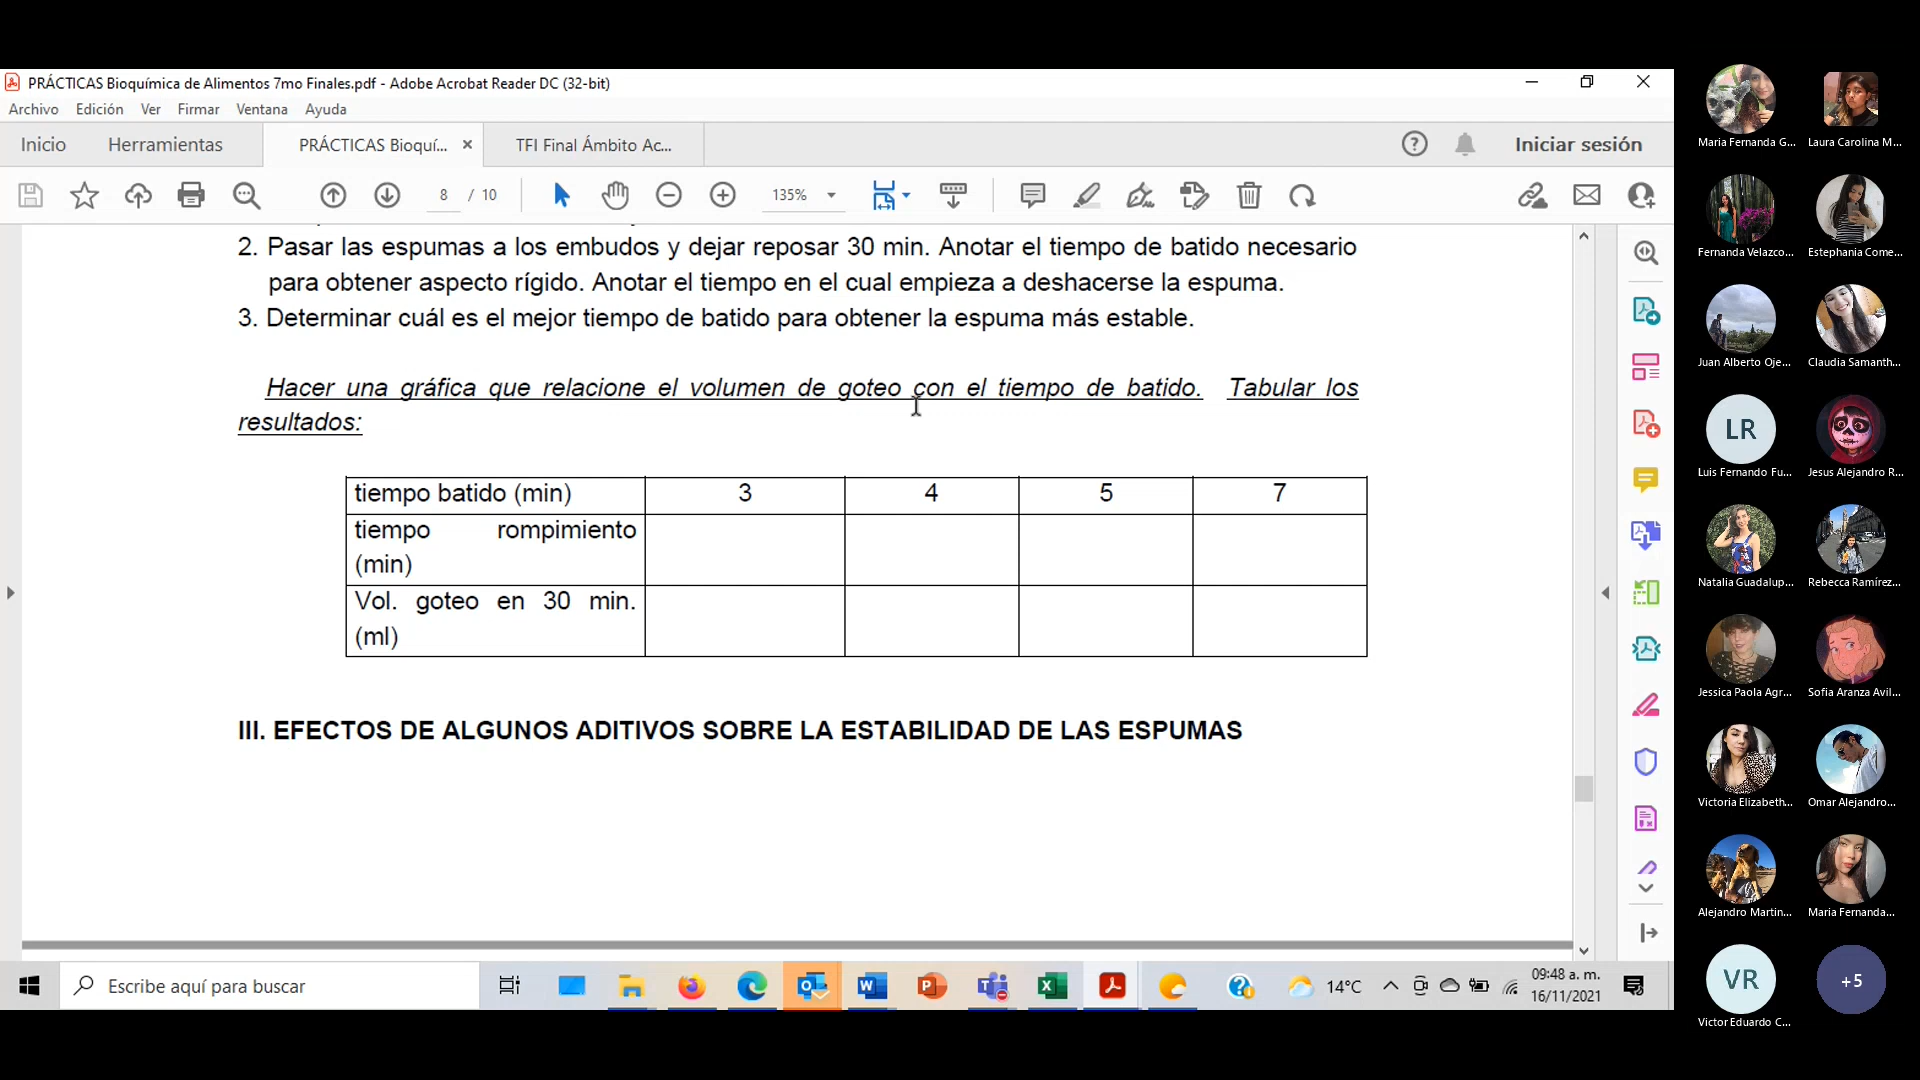 PRÁCTICAS Bioquímica de Alimentos 7mo Finales.pdf - Adobe Acrobat Reader DC (32-bit)
Archivo Edición Ver Firmar Ventana Ayuda
Inicio Herramientas PRÁCTICAS Bioquí... × TFI Final Ámbito Ac... Iniciar sesión
8 / 10 135%
2. Pasar las espumas a los embudos y dejar reposar 30 min. Anotar el tiempo de batido necesario
para obtener aspecto rígido. Anotar el tiempo en el cual empieza a deshacerse la espuma.
3. Determinar cuál es el mejor tiempo de batido para obtener la espuma más estable.
Hacer una gráfica que relacione el volumen de goteo con el tiempo de batido. Tabular los
resultados:
tiempo batido (min) 3 4 5 7
tiempo rompimiento
(min)
Vol. goteo en 30 min.
(ml)
III. EFECTOS DE ALGUNOS ADITIVOS SOBRE LA ESTABILIDAD DE LAS ESPUMAS
Escribe aquí para buscar
14°C
09:48 a. m.
16/11/2021
Maria Fernanda G... Laura Carolina M...
Fernanda Velazco... Estephania Come...
Juan Alberto Oje... Claudia Samanth...
LR
Luis Fernando Fu... Jesus Alejandro R...
Natalia Guadalup... Rebecca Ramírez...
Jessica Paola Agr... Sofia Aranza Avil...
Victoria Elizabeth... Omar Alejandro...
Alejandro Martin... Maria Fernanda...
VR +5
Victor Eduardo C...